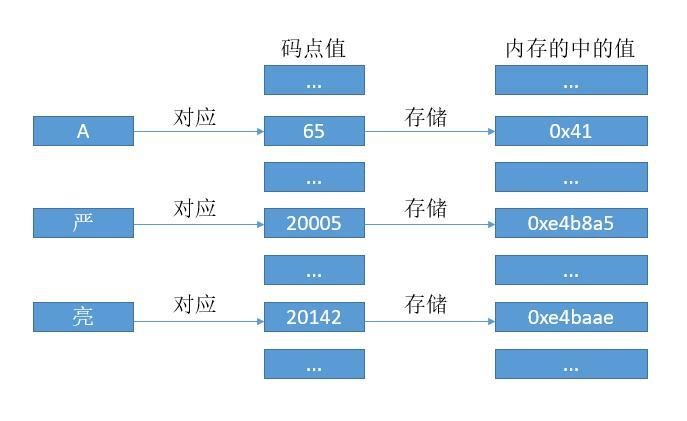 码点值 内存的中的值
... ...
A 对应 65 存储 0x41
... ...
严 对应 20005 存储 0xe4b8a5
... ...
亮 对应 20142 存储 0xe4baae
... ...